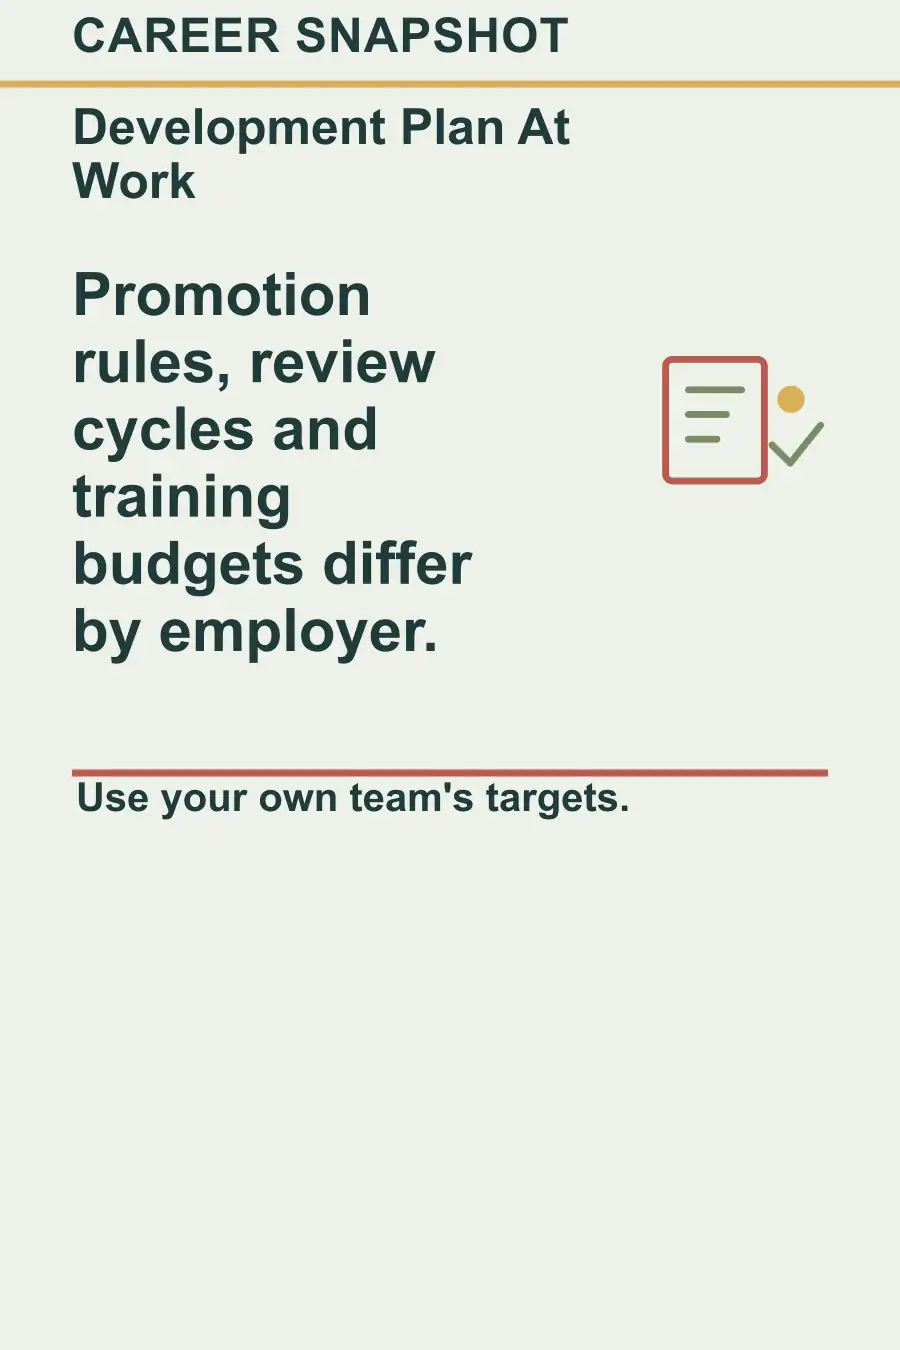 CAREER SNAPSHOT
Development Plan At
Work
Promotion
rules, review
cycles and
training
budgets differ
by employer.
Use your own team's targets.